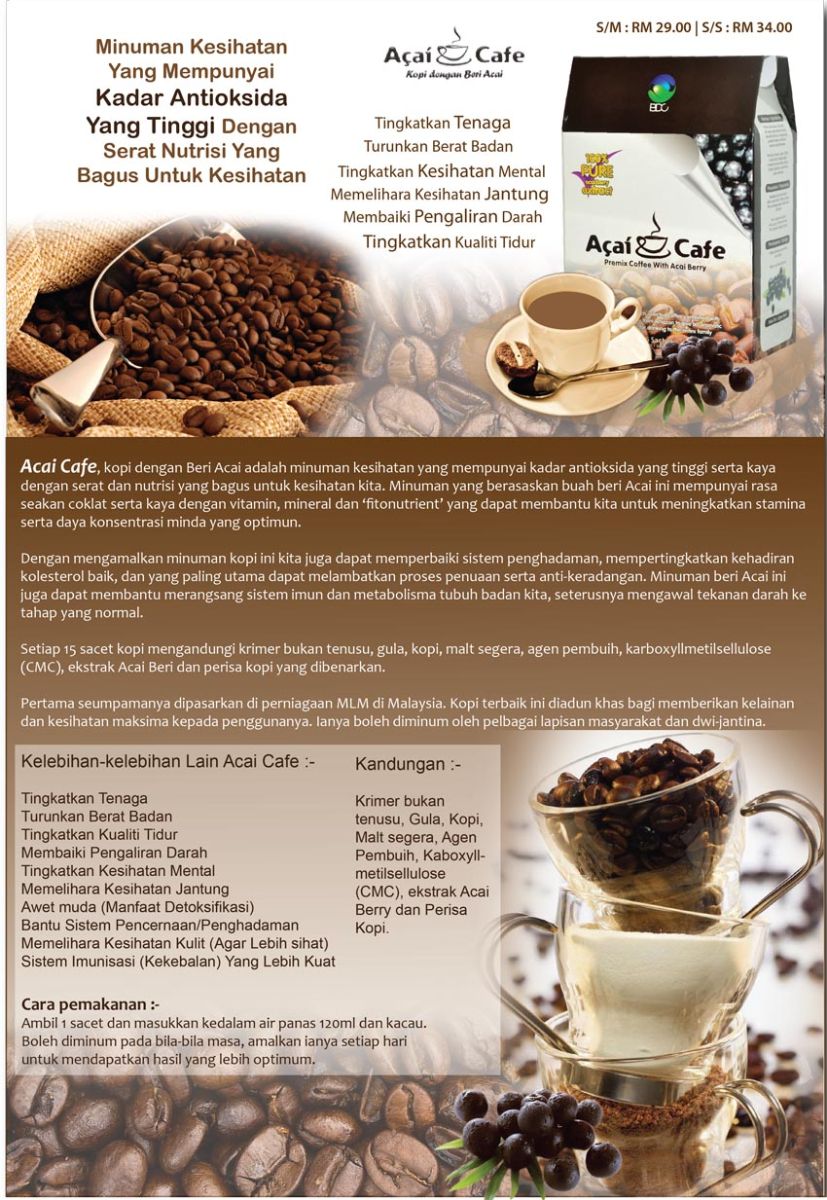 S/M : RM 29.00 | S/S : RM 34.00
Minuman Kesihatan
Yang Mempunyai
Kadar Antioksida
Yang Tinggi Dengan
Serat Nutrisi Yang
Bagus Untuk Kesihatan
Açaí Cafe
Kopi dengan Beri Acai
Tingkatkan Tenaga
Turunkan Berat Badan
Tingkatkan Kesihatan Mental
Memelihara Kesihatan Jantung
Membaiki Pengaliran Darah
Tingkatkan Kualiti Tidur
BDC
100%
PURE
extract
Açaí Cafe
Premix Coffee With Acai Berry
Acai Cafe, kopi dengan Beri Acai adalah minuman kesihatan yang mempunyai kadar antioksida yang tinggi serta kaya
dengan serat dan nutrisi yang bagus untuk kesihatan kita. Minuman yang berasaskan buah beri Acai ini mempunyai rasa
seakan coklat serta kaya dengan vitamin, mineral dan ‘fitonutrient’ yang dapat membantu kita untuk meningkatkan stamina
serta daya konsentrasi minda yang optimun.
Dengan mengamalkan minuman kopi ini kita juga dapat memperbaiki sistem penghadaman, mempertingkatkan kehadiran
kolesterol baik, dan yang paling utama dapat melambatkan proses penuaan serta anti-keradangan. Minuman beri Acai ini
juga dapat membantu merangsang sistem imun dan metabolisma tubuh badan kita, seterusnya mengawal tekanan darah ke
tahap yang normal.
Setiap 15 sacet kopi mengandungi krimer bukan tenusu, gula, kopi, malt segera, agen pembuih, karboxyllmetilsellulose
(CMC), ekstrak Acai Beri dan perisa kopi yang dibenarkan.
Pertama seumpamanya dipasarkan di perniagaan MLM di Malaysia. Kopi terbaik ini diadun khas bagi memberikan kelainan
dan kesihatan maksima kepada penggunanya. Ianya boleh diminum oleh pelbagai lapisan masyarakat dan dwi-jantina.
Kelebihan-kelebihan Lain Acai Cafe :-
Tingkatkan Tenaga
Turunkan Berat Badan
Tingkatkan Kualiti Tidur
Membaiki Pengaliran Darah
Tingkatkan Kesihatan Mental
Memelihara Kesihatan Jantung
Awet muda (Manfaat Detoksifikasi)
Bantu Sistem Pencernaan/Penghadaman
Memelihara Kesihatan Kulit (Agar Lebih sihat)
Sistem Imunisasi (Kekebalan) Yang Lebih Kuat
Kandungan :-
Krimer bukan
tenusu, Gula, Kopi,
Malt segera, Agen
Pembuih, Kaboxyll-
metilsellulose
(CMC), ekstrak Acai
Berry dan Perisa
Kopi.
Cara pemakanan :-
Ambil 1 sacet dan masukkan kedalam air panas 120ml dan kacau.
Boleh diminum pada bila-bila masa, amalkan ianya setiap hari
untuk mendapatkan hasil yang lebih optimum.